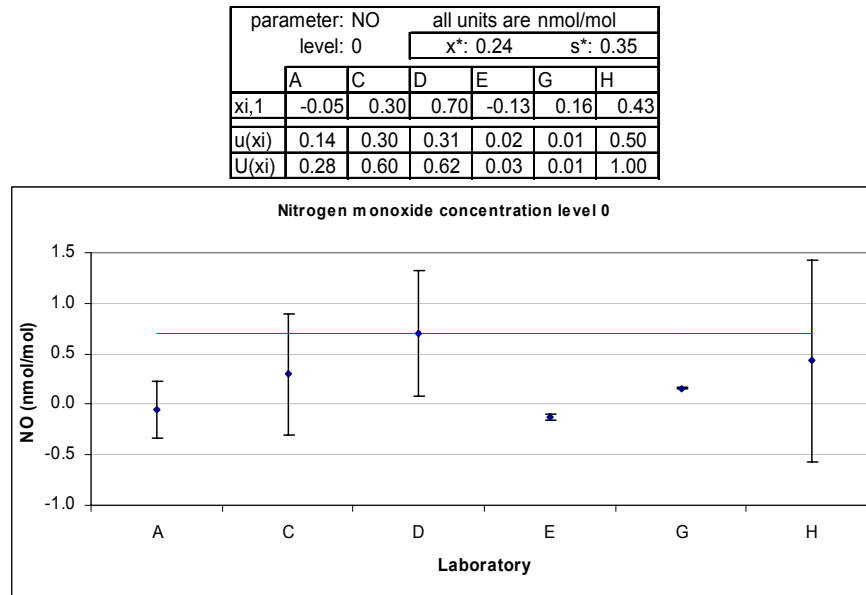 parameter: NO all units are nmol/mol
level: 0 x*: 0.24 s*: 0.35
A C D E G H
xi,1 -0.05 0.30 0.70 -0.13 0.16 0.43
u(xi) 0.14 0.30 0.31 0.02 0.01 0.50
U(xi) 0.28 0.60 0.62 0.03 0.01 1.00
Nitrogen monoxide concentration level 0
NO (nmol/mol)
1.5
1.0
0.5
0.0
-0.5
-1.0
A C D E G H
Laboratory